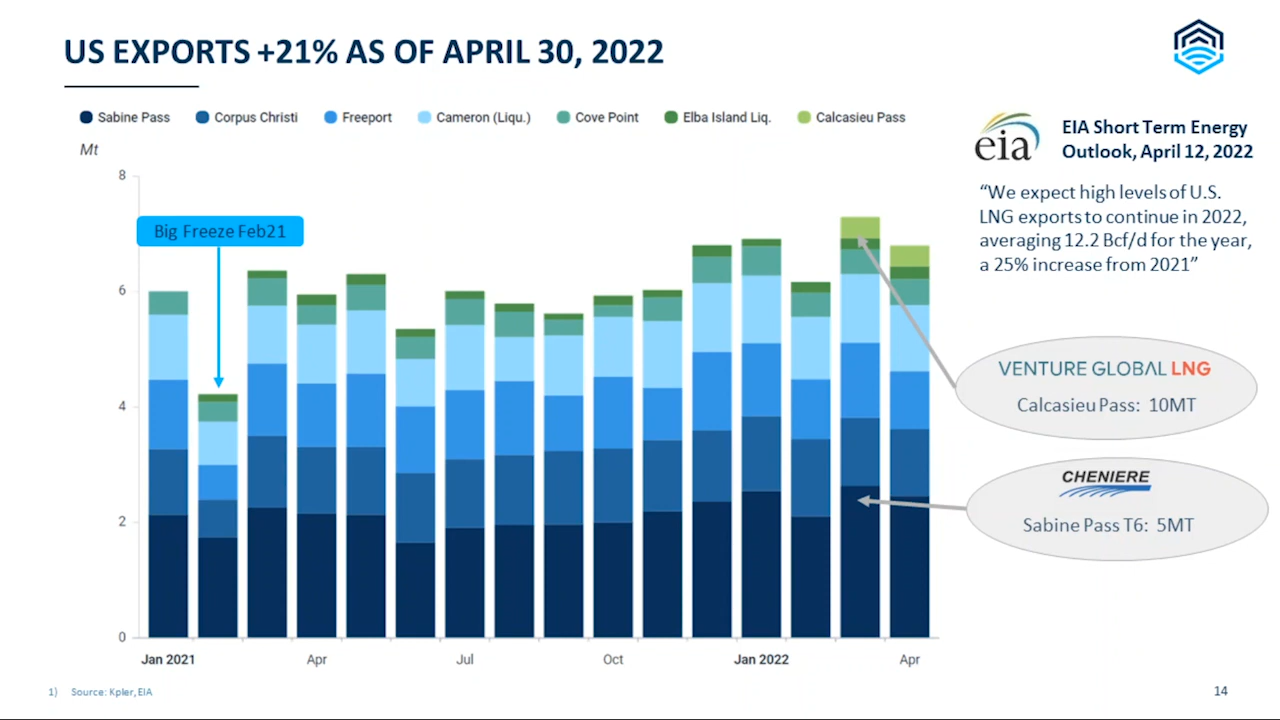 US EXPORTS +21% AS OF APRIL 30, 2022
Sabine Pass Corpus Christi Freeport Cameron (Liqu.) Cove Point Elba Island Liq. Calcasieu Pass
Mt
8
6
4
2
0
Big Freeze Feb21
Jan 2021 Apr Jul Oct Jan 2022 Apr
eia
EIA Short Term Energy
Outlook, April 12, 2022
“We expect high levels of U.S.
LNG exports to continue in 2022,
averaging 12.2 Bcf/d for the year,
a 25% increase from 2021”
VENTURE GLOBAL LNG
Calcasieu Pass: 10MT
CHENIERE
Sabine Pass T6: 5MT
1) Source: Kpler, EIA
14